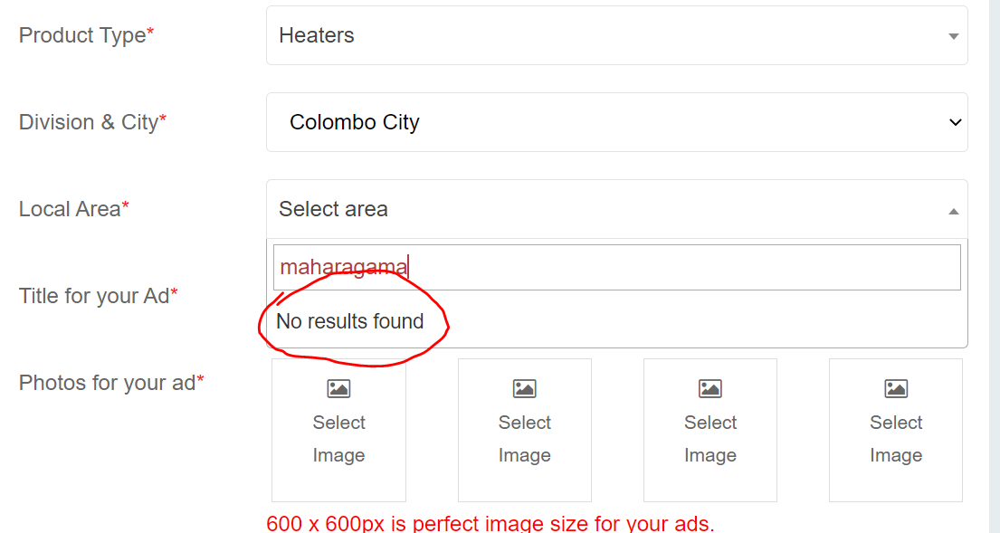 Product Type*
Heaters
Division & City*
Colombo City
Local Area*
Select area
maharagama
Title for your Ad*
No results found
Photos for your ad*
Select Image
Select Image
Select Image
Select Image
600 x 600px is perfect image size for your ads.